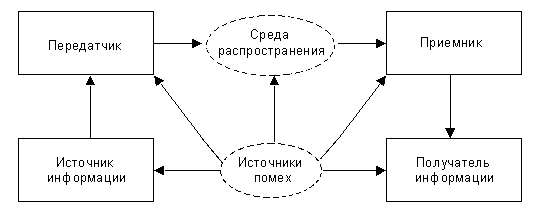 Передатчик
Среда
распространения
Приемник
Источник
информации
Источники
помех
Получатель
информации